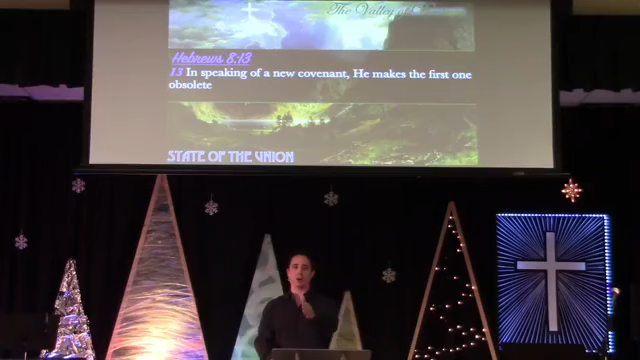 The Valley of
Hebrews 8:13
13 In speaking of a new covenant, He makes the first one
obsolete
STATE OF THE UNION